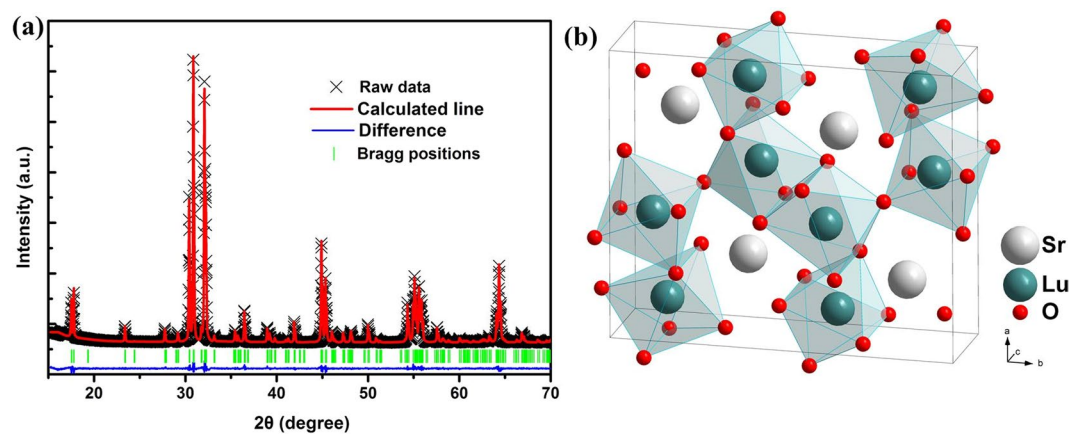 (a)
Raw data
Calculated line
Difference
Bragg positions
Intensity (a.u.)
20 30 40 50 60 70
2θ (degree)
(b)
Sr
Lu
O
a
c
b